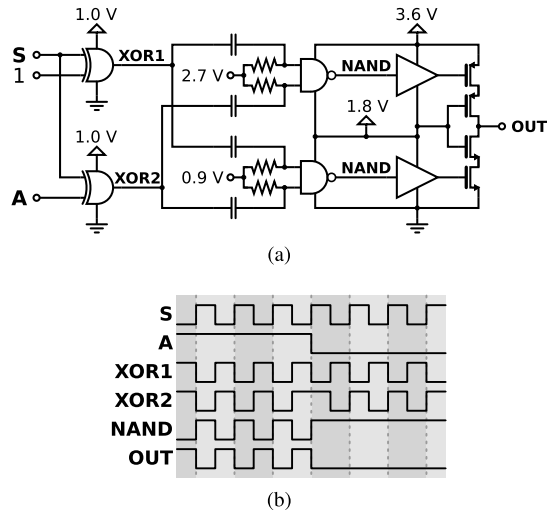 1.0 V
3.6 V
S
XOR1
NAND
1
2.7 V
1.0 V
1.8 V
OUT
XOR2
0.9 V
NAND
A
(a)
S
A
XOR1
XOR2
NAND
OUT
(b)